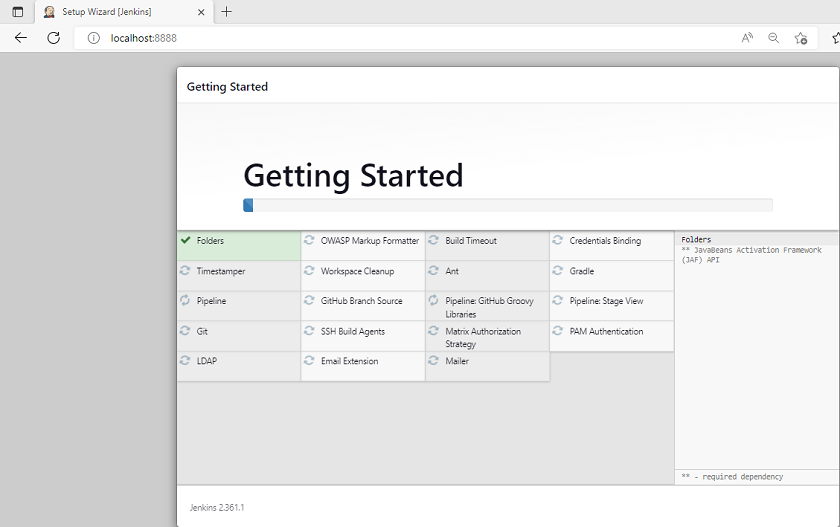 Setup Wizard [Jenkins]
localhost:8888
Getting Started
Getting Started
Folders
OWASP Markup Formatter
Build Timeout
Credentials Binding
Timestamper
Workspace Cleanup
Ant
Gradle
Pipeline
GitHub Branch Source
Pipeline: GitHub Groovy
Libraries
Pipeline: Stage View
Git
SSH Build Agents
Matrix Authorization
Strategy
PAM Authentication
LDAP
Email Extension
Mailer
Folders
** JavaBeans Activation Framework
(JAF) API
** - required dependency
Jenkins 2.361.1